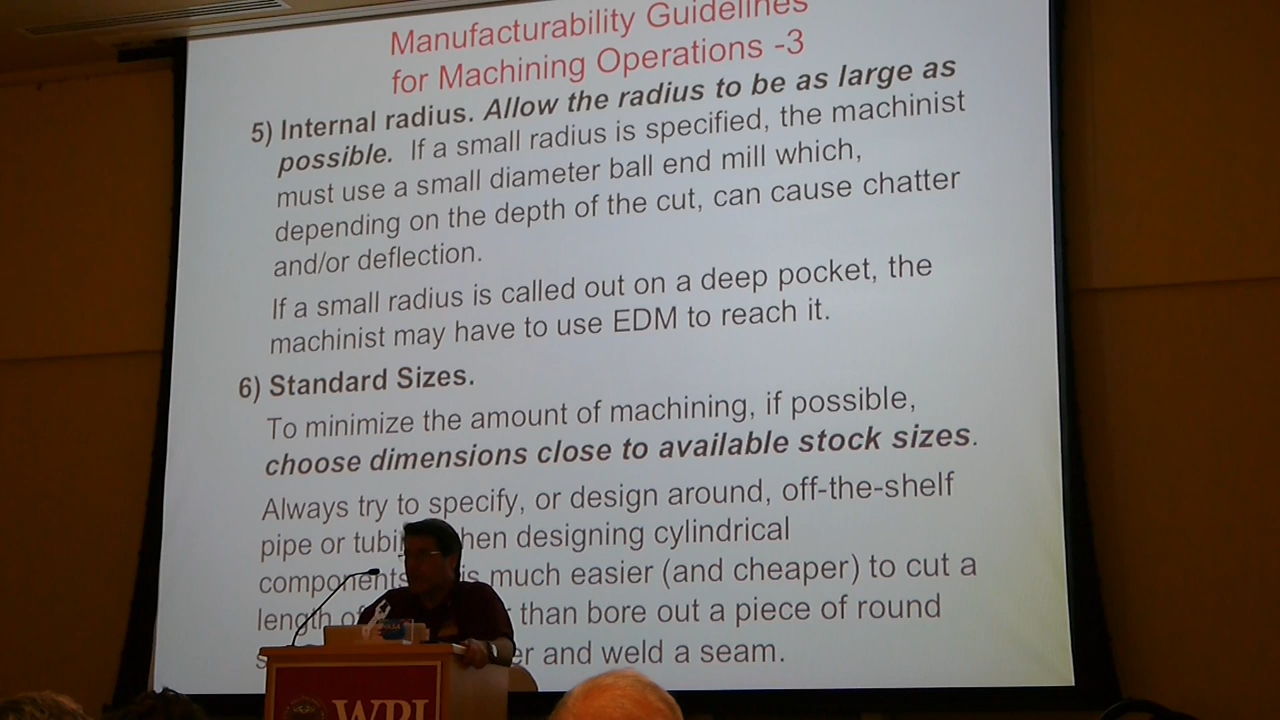 Manufacturability Guidelines
for Machining Operations -3
5) Internal radius. Allow the radius to be as large as
possible. If a small radius is specified, the machinist
must use a small diameter ball end mill which,
depending on the depth of the cut, can cause chatter
and/or deflection.
If a small radius is called out on a deep pocket, the
machinist may have to use EDM to reach it.
6) Standard Sizes.
To minimize the amount of machining, if possible,
choose dimensions close to available stock sizes.
Always try to specify, or design around, off-the-shelf
pipe or designing cylindrical
components much easier (and cheaper) to cut a
length than bore out a piece of round
and weld a seam.
WPI